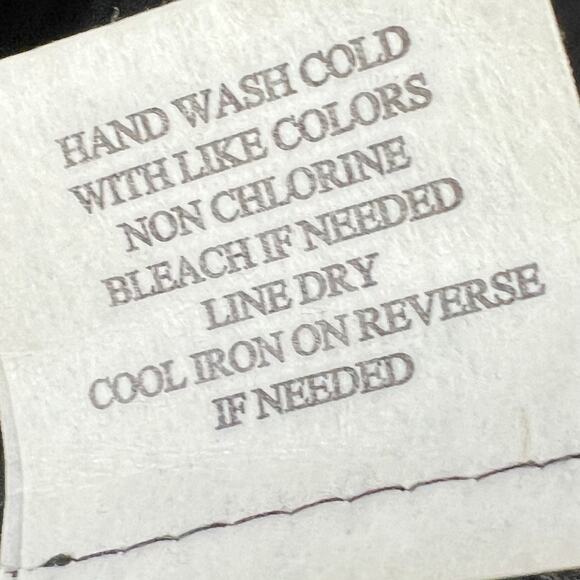 HAND WASH COLD
WITH LIKE COLORS
NON CHLORINE
BLEACH IF NEEDED
LINE DRY
COOL IRON ON REVERSE
IF NEEDED